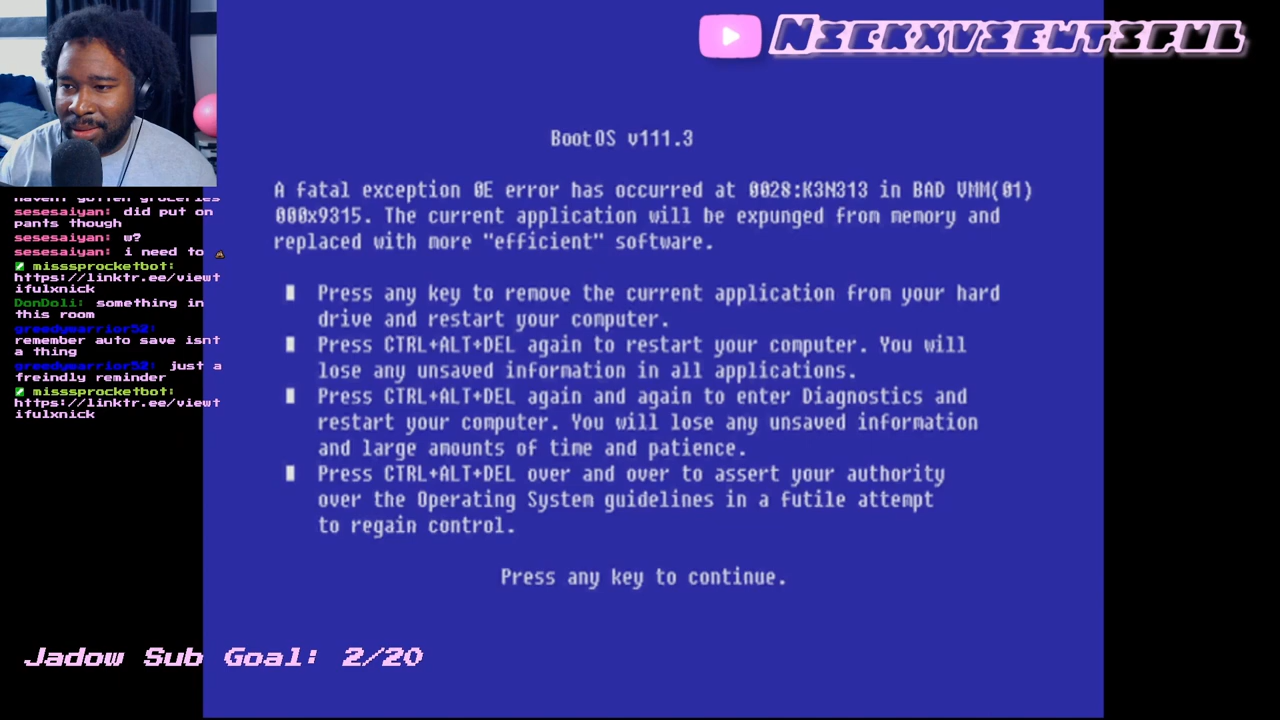 Nickxvientiful
BootOS v111.3
A fatal exception 0E error has occurred at 0028:K3N313 in BAD VMM(01)
000x9315. The current application will be expunged from memory and
replaced with more "efficient" software.
Press any key to remove the current application from your hard
drive and restart your computer.
Press CTRL+ALT+DEL again to restart your computer. You will
lose any unsaved information in all applications.
Press CTRL+ALT+DEL again and again to enter Diagnostics and
restart your computer. You will lose any unsaved information
and large amounts of time and patience.
Press CTRL+ALT+DEL over and over to assert your authority
over the Operating System guidelines in a futile attempt
to regain control.
Press any key to continue.
havent gotten groceries
sesesaiyan: did put on
pants though
sesesaiyan: w?
sesesaiyan: i need to
misssprocketbot:
https://linktr.ee/viewt
ifulxnick
DonDoli: something in
this room
greedywarrior52:
remember auto save isnt
a thing
greedywarrior52: just a
freindly reminder
misssprocketbot:
https://linktr.ee/viewt
ifulxnick
Jadow Sub Goal: 2/20